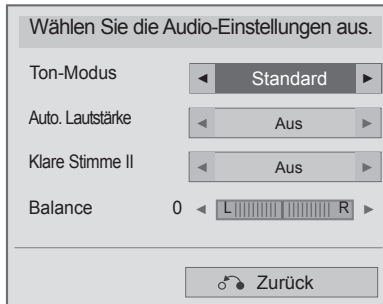 Wählen Sie die Audio-Einstellungen aus.
Ton-Modus ◄ Standard ►
Auto. Lautstärke ◄ Aus ►
Klare Stimme II ◄ Aus ►
Balance 0 ◄ L R ►
Zurück